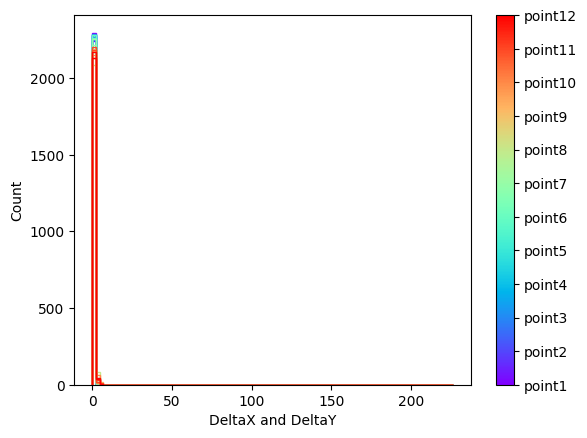 Count
2000
1500
1000
500
0
0
50
100
150
200
DeltaX and DeltaY
point12
point11
point10
point9
point8
point7
point6
point5
point4
point3
point2
point1